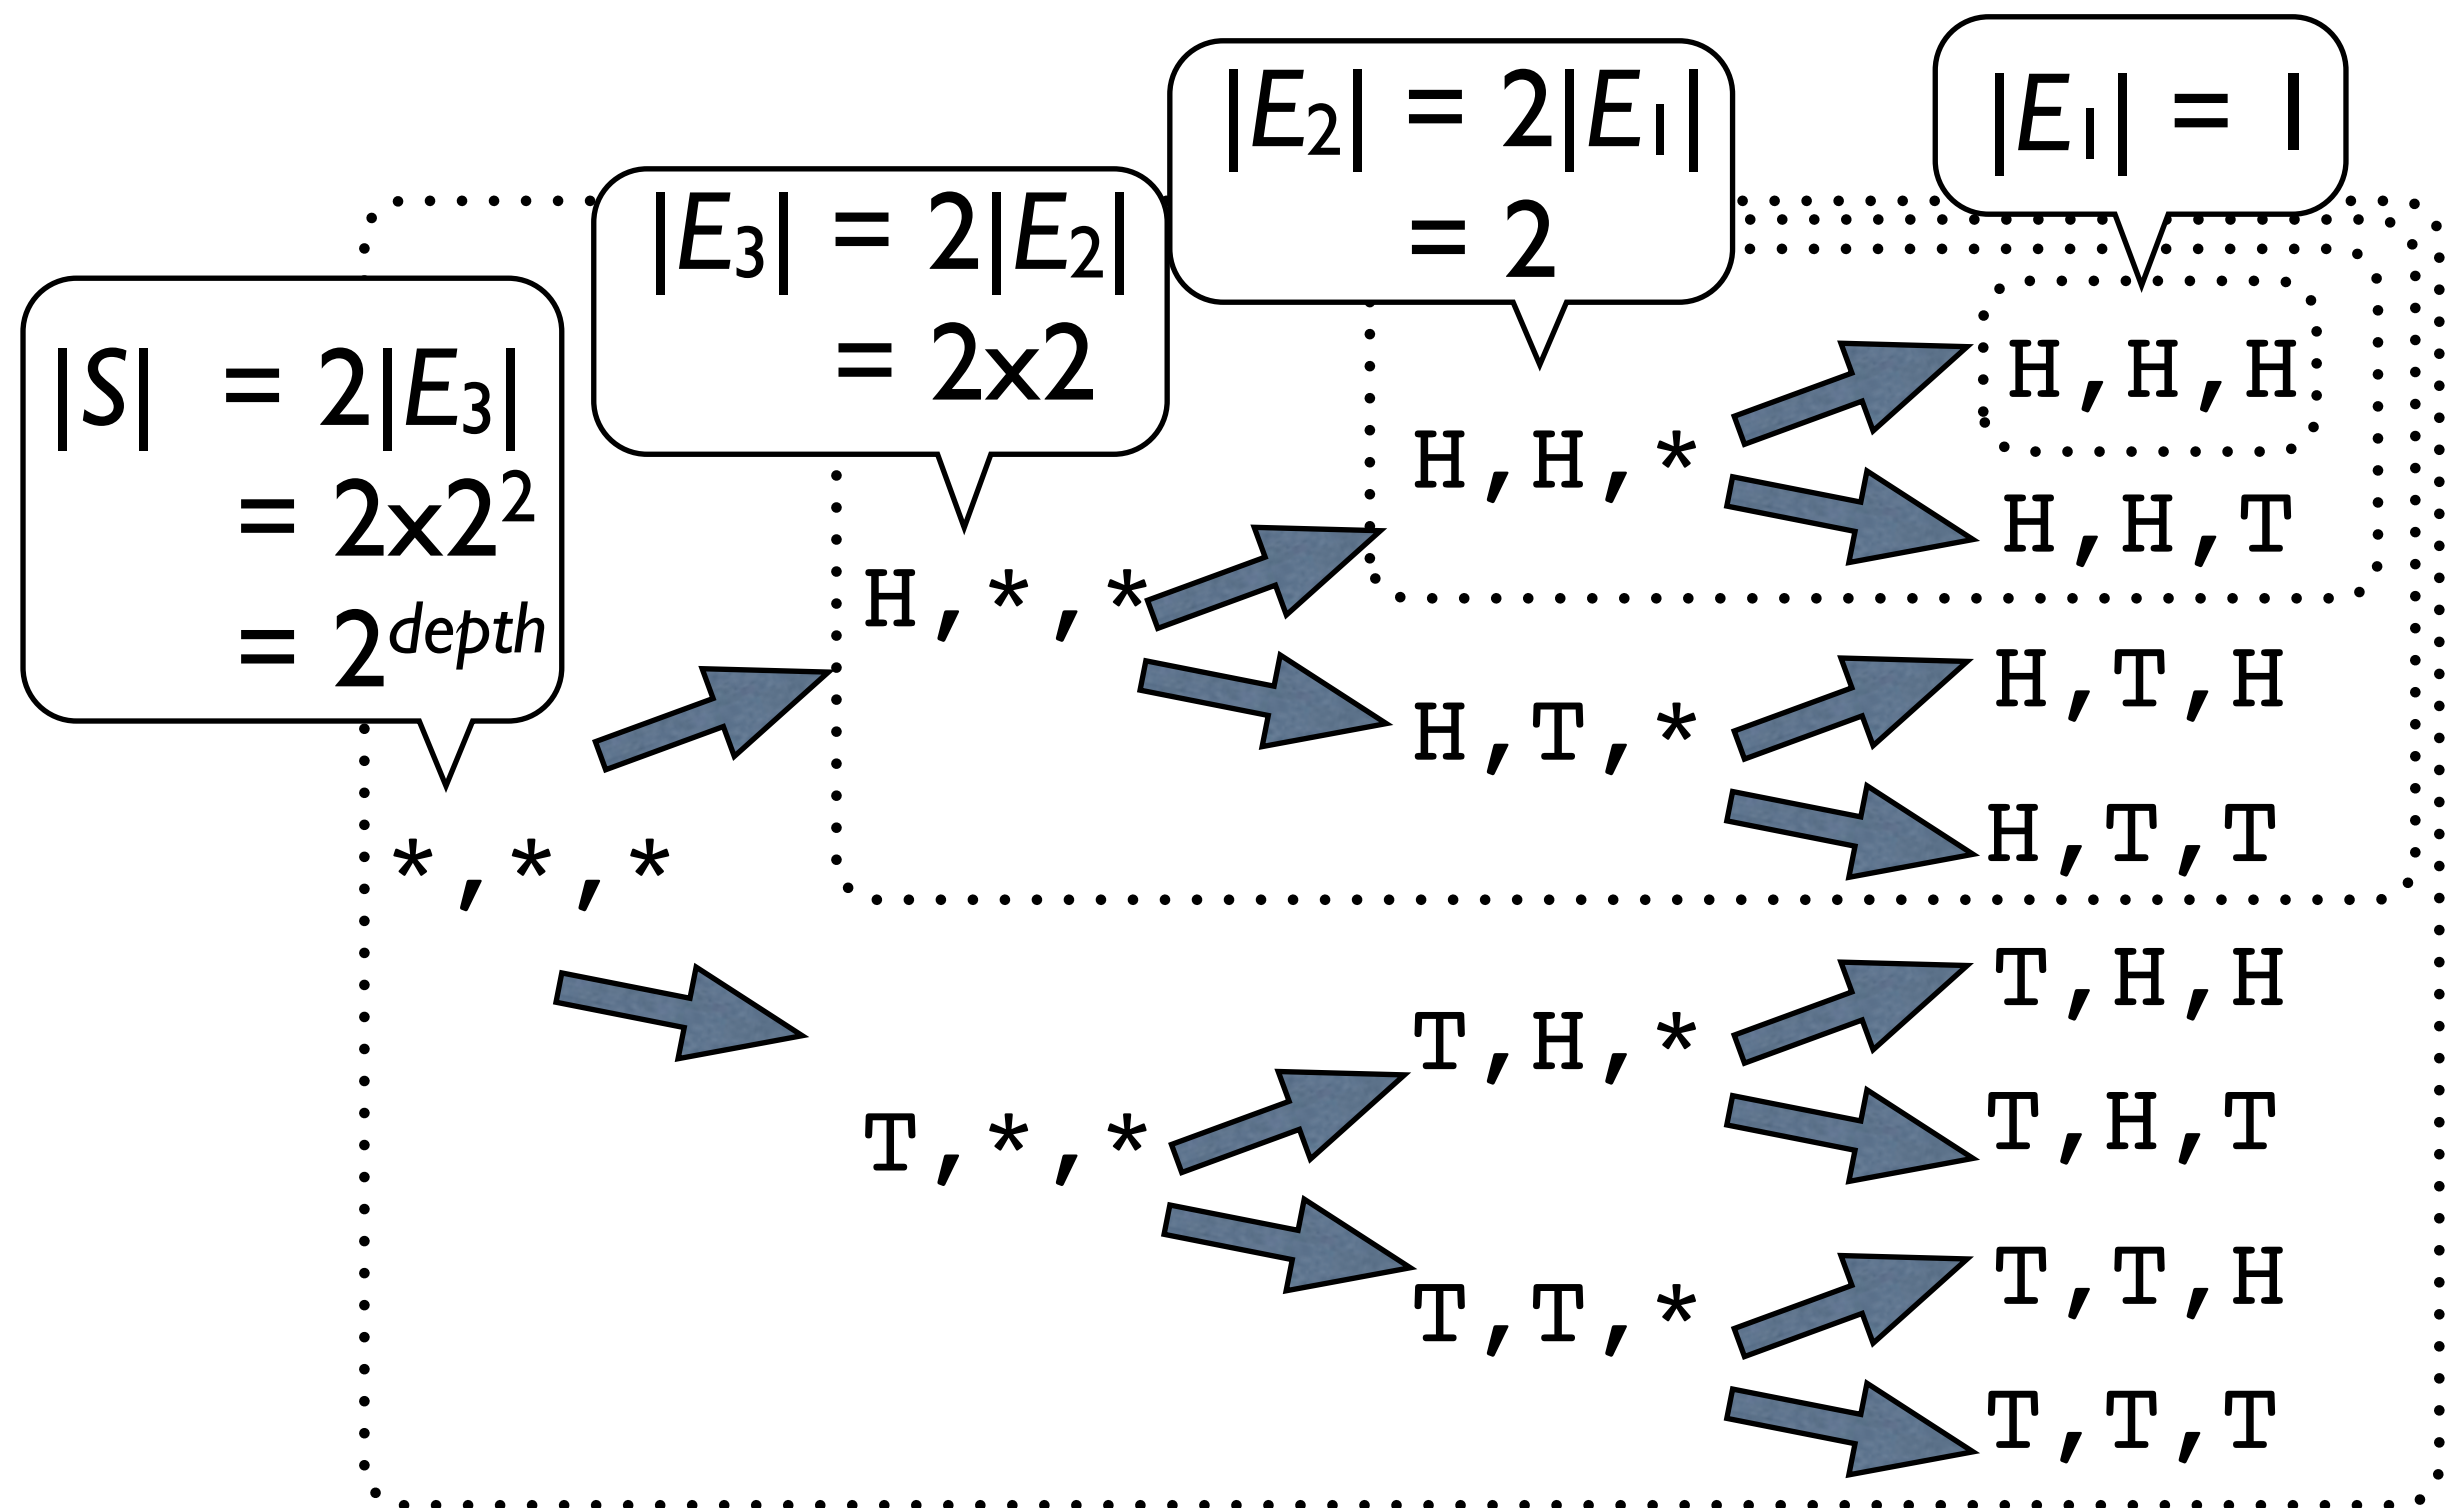 |E₁| = 1
|E₂| = 2|E₁|
= 2
|E₃| = 2|E₂|
= 2x2
|S| = 2|E₃|
= 2x2²
= 2^depth
*,*,*
H,*,*
T,*,*
H,H,*
H,T,*
T,H,*
T,T,*
H,H,H
H,H,T
H,T,H
H,T,T
T,H,H
T,H,T
T,T,H
T,T,T